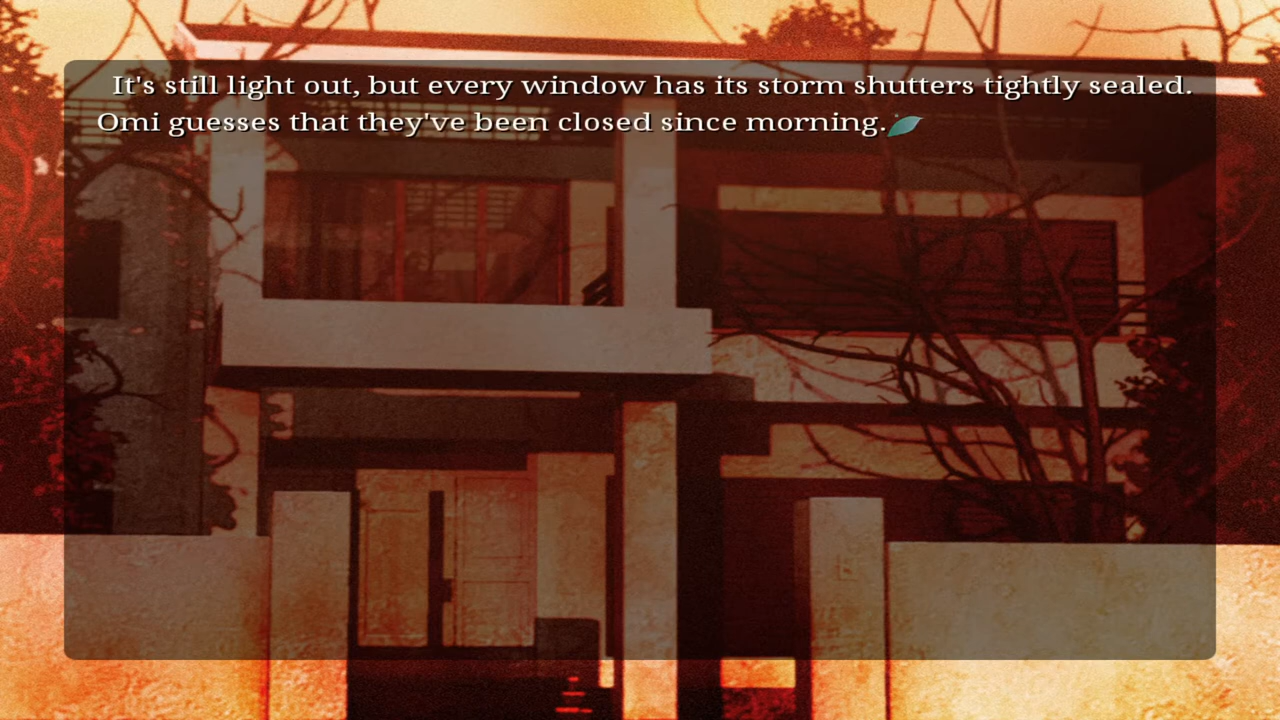 It's still light out, but every window has its storm shutters tightly sealed.
Omi guesses that they've been closed since morning.